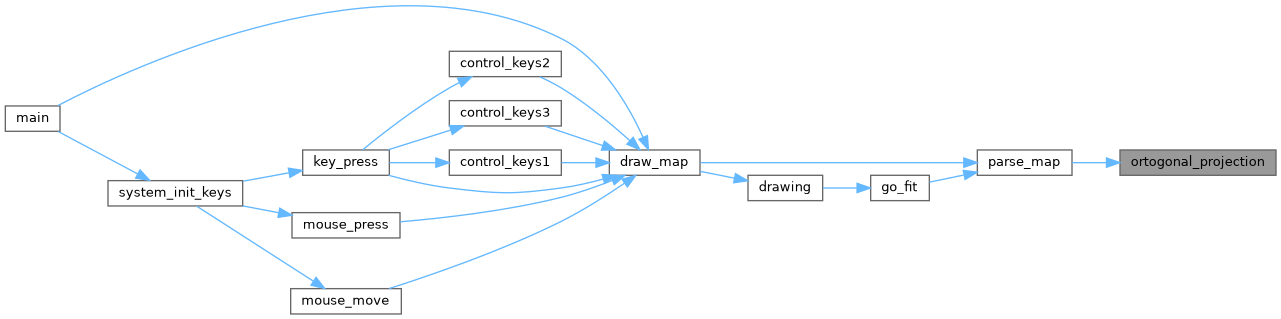 main
system_init_keys
key_press
mouse_press
mouse_move
control_keys2
control_keys3
control_keys1
draw_map
drawing
go_fit
parse_map
ortogonal_projection